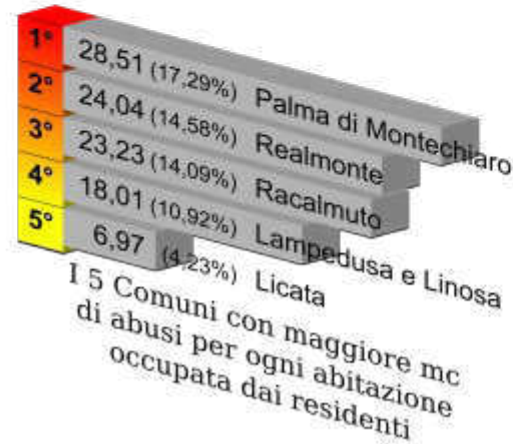 1° 28,51 (17,29%) Palma di Montechiaro
2° 24,04 (14,58%) Realmonte
3° 23,23 (14,09%) Racalmuto
4° 18,01 (10,92%) Lampedusa e Linosa
5° 6,97 (4,23%) Licata
I 5 Comuni con maggiore mc
di abusi per ogni abitazione
occupata dai residenti